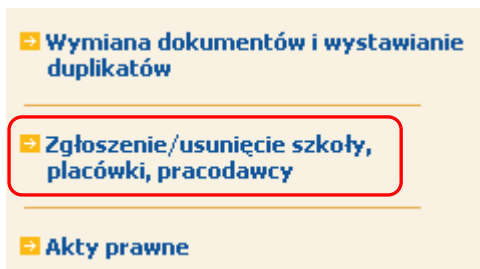 Wymiana dokumentów i wystawianie
duplikatów
Zgłoszenie/usunięcie szkoły,
placówki, pracodawcy
Akty prawne